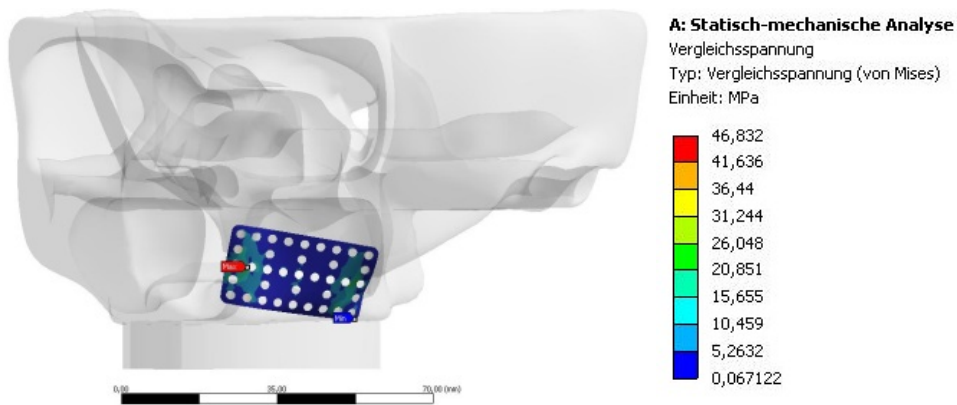 A: Statisch-mechanische Analyse
Vergleichsspannung
Typ: Vergleichsspannung (von Mises)
Einheit: MPa
46,832
41,636
36,44
31,244
26,048
20,851
15,655
10,459
5,2632
0,067122
Max
Min
0,00 35,00 70,00 (mm)